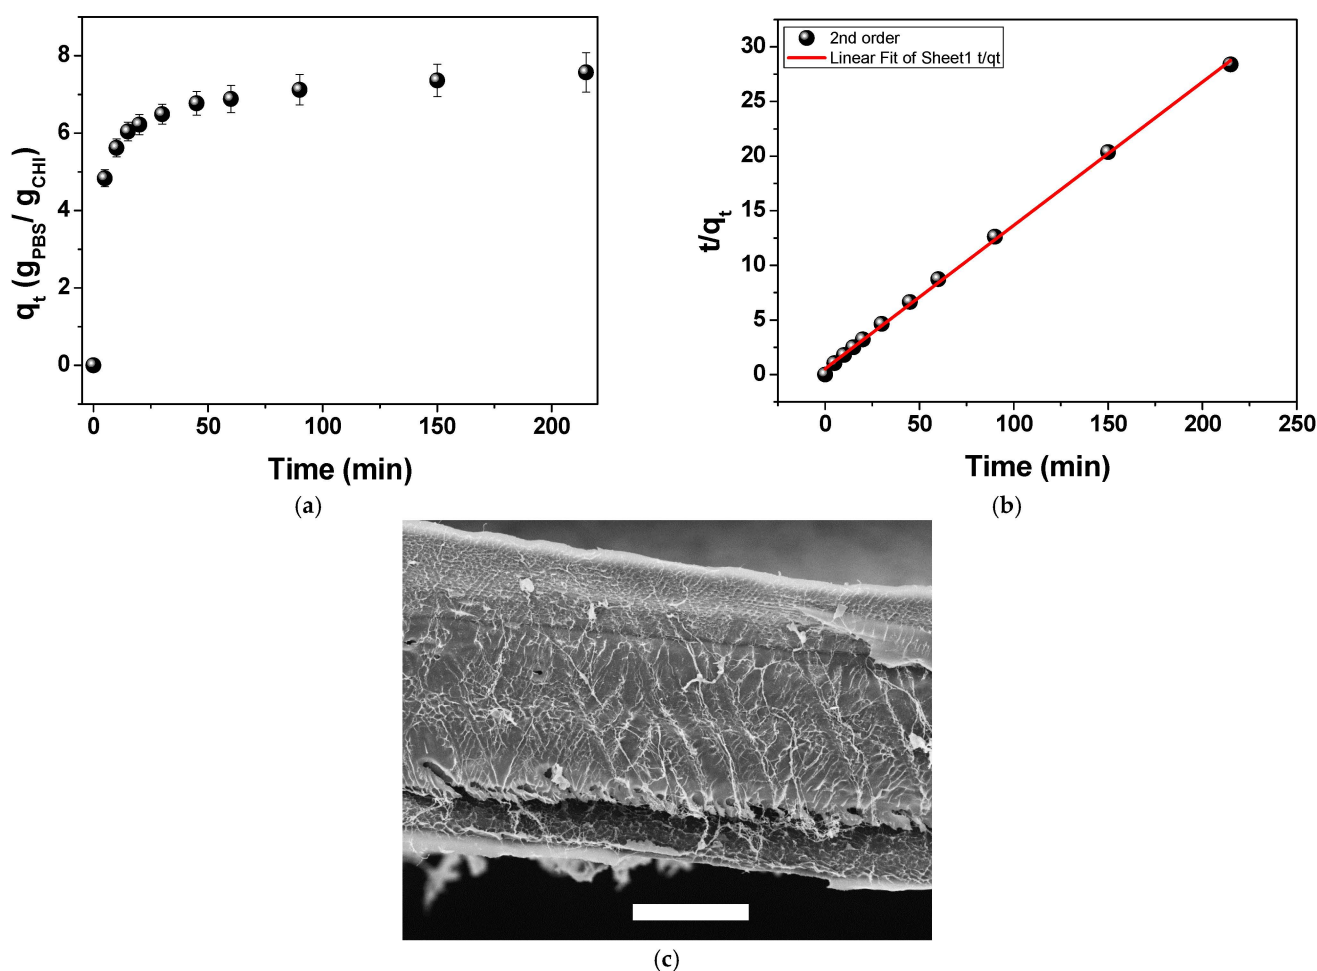 8
6
4
2
0
q_t (g_PBS/ g_CHI)
0 50 100 150 200
Time (min)
(a)
2nd order
Linear Fit of Sheet1 t/qt
30
25
20
15
10
5
0
t/q_t
0 50 100 150 200 250
Time (min)
(b)
(c)